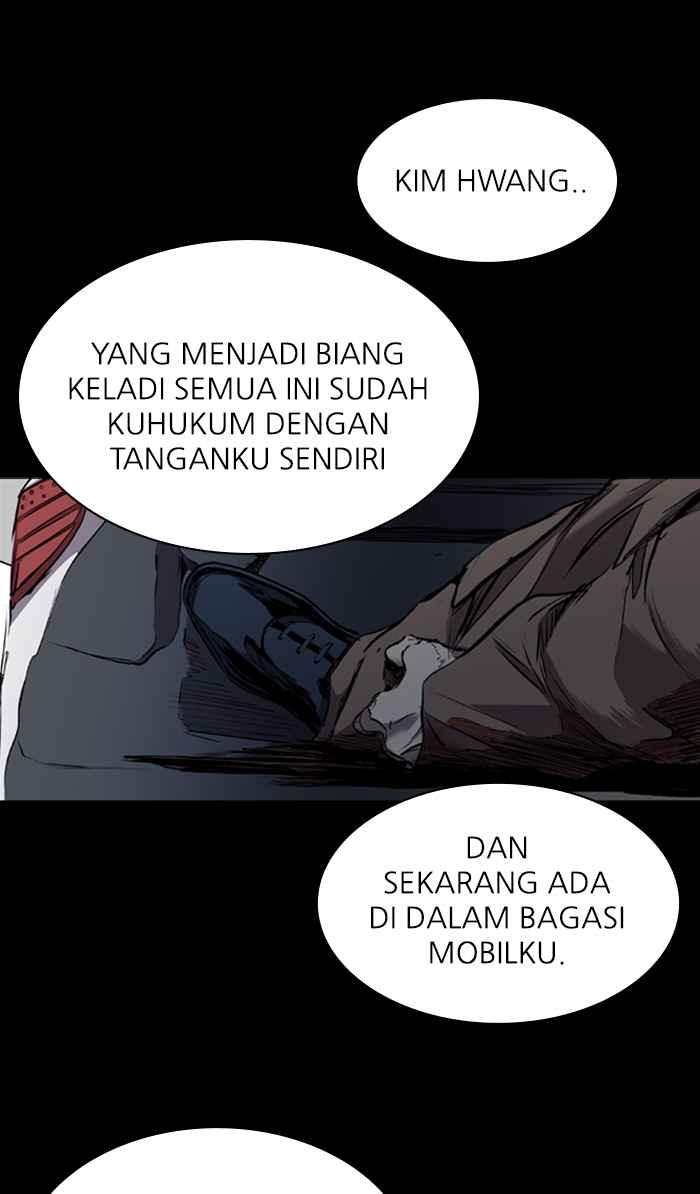 KIM HWANG..
YANG MENJADI BIANG
KELADI SEMUA INI SUDAH
KUHUKUM DENGAN
TANGANKU SENDIRI
DAN
SEKARANG ADA
DI DALAM BAGASI
MOBILKU.